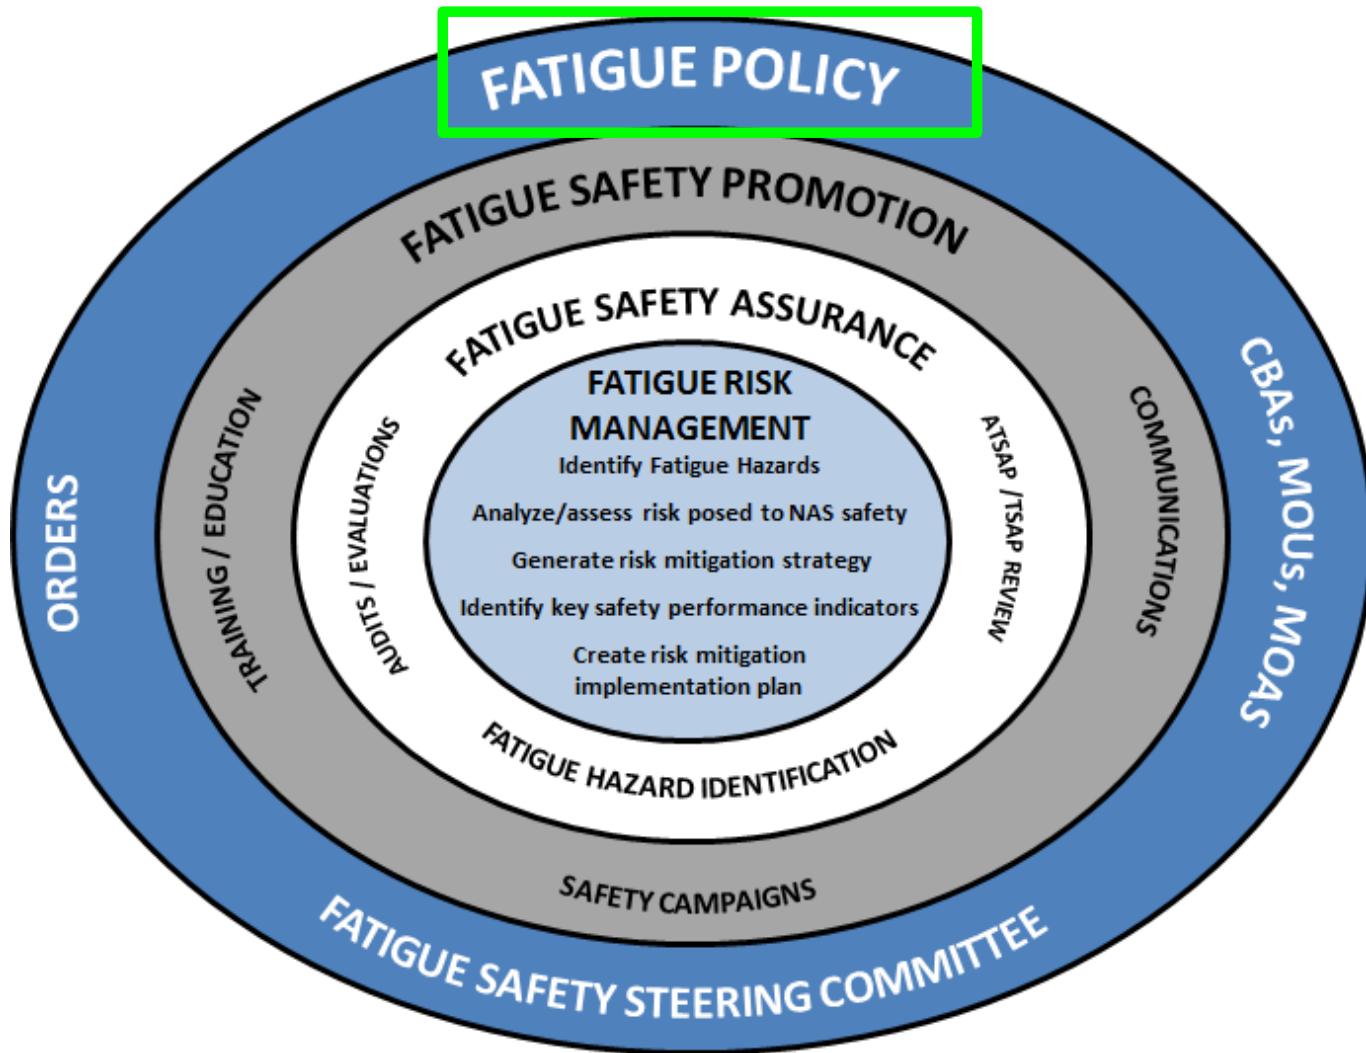 FATIGUE POLICY
FATIGUE SAFETY PROMOTION
FATIGUE SAFETY ASSURANCE
FATIGUE RISK
MANAGEMENT
Identify Fatigue Hazards
Analyze/assess risk posed to NAS safety
Generate risk mitigation strategy
Identify key safety performance indicators
Create risk mitigation
implementation plan
ORDERS
TRAINING / EDUCATION
AUDITS / EVALUATIONS
ATSAP /TSAP REVIEW
COMMUNICATIONS
CBAs, MOUs, MOAS
FATIGUE HAZARD IDENTIFICATION
SAFETY CAMPAIGNS
FATIGUE SAFETY STEERING COMMITTEE